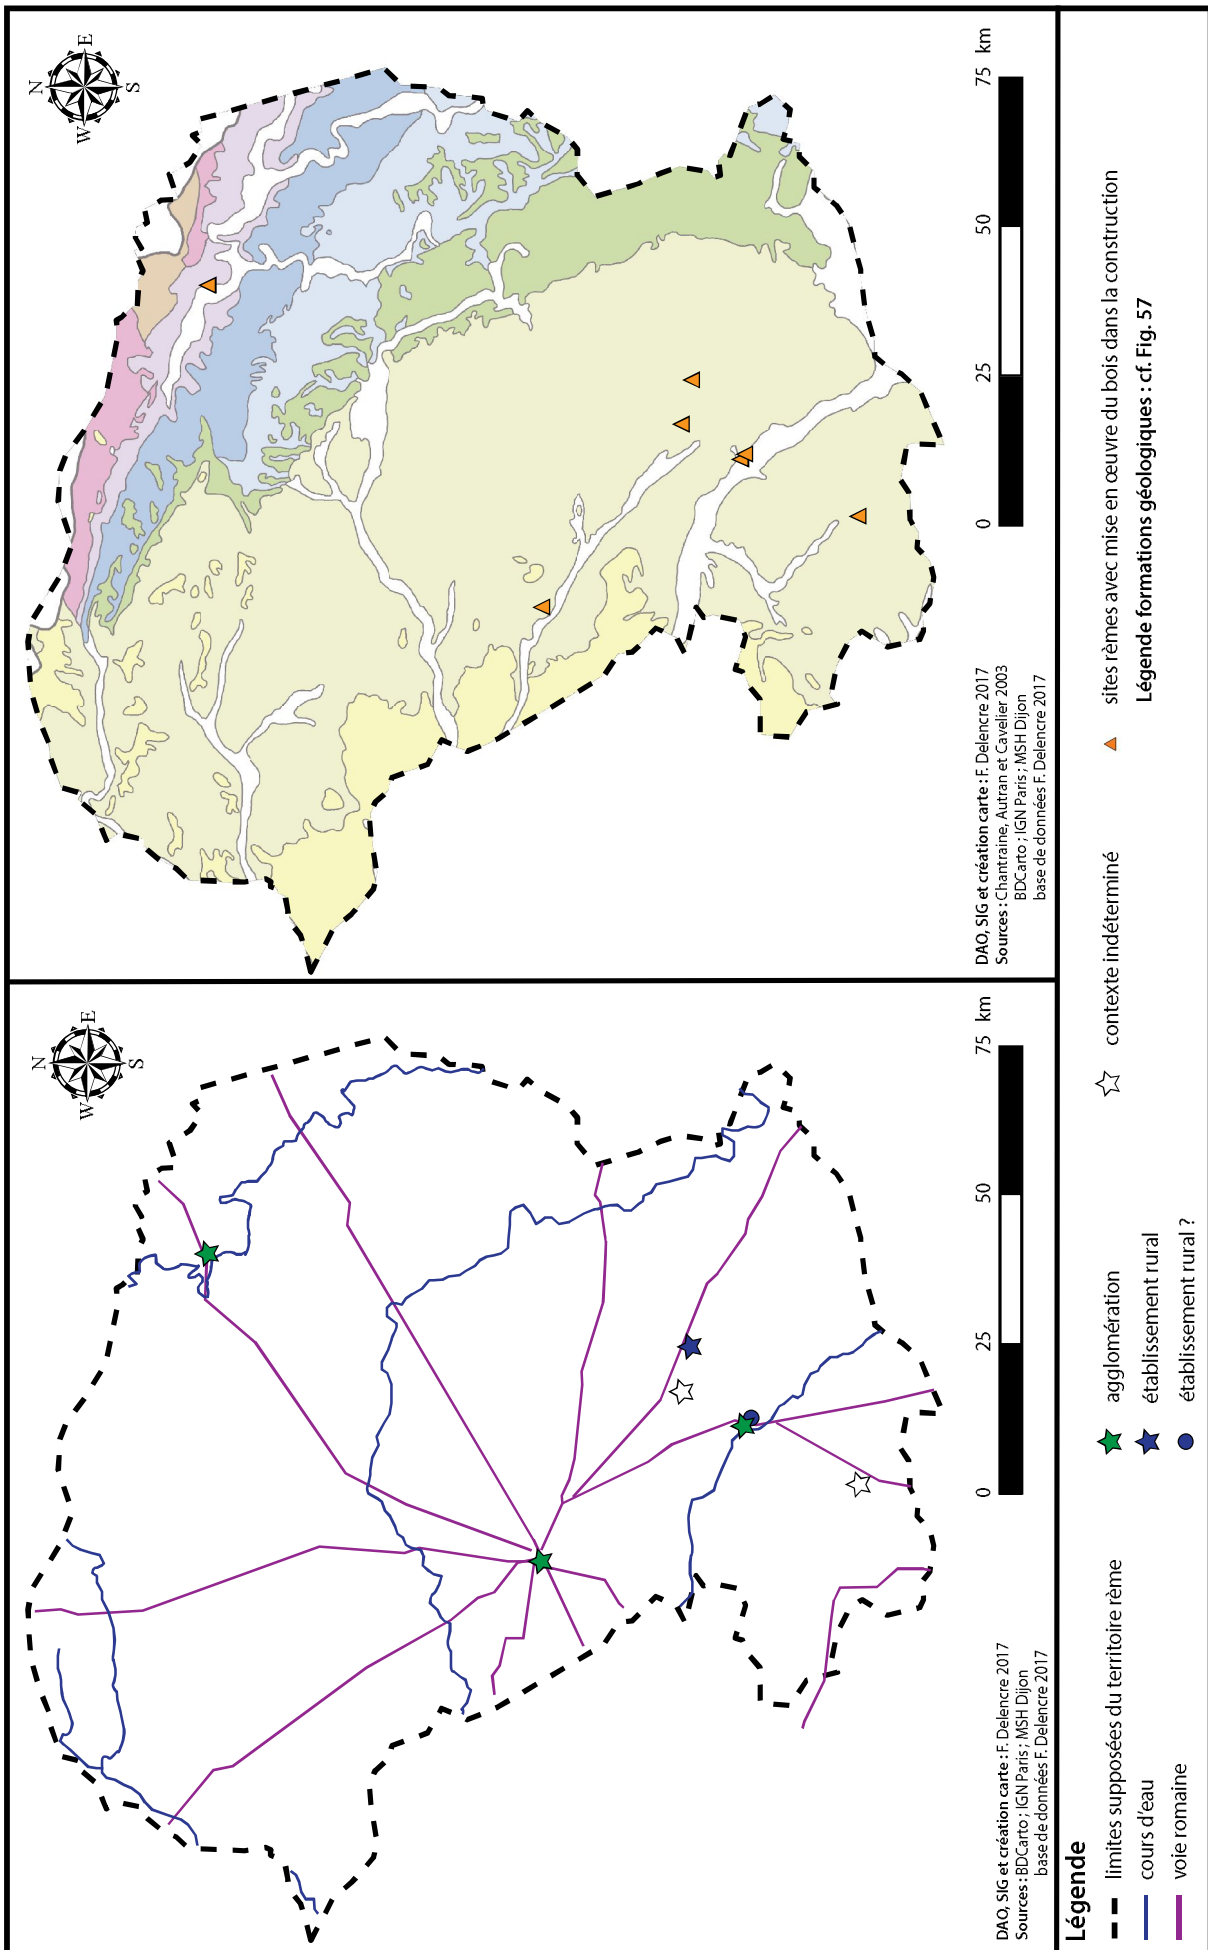 N
E
S
W
DAO, SIG et création carte : F. Delencre 2017
Sources : BDCarto ; IGN Paris ; MSH Dijon
base de données F. Delencre 2017
0
25
50
75
km
N
E
S
W
DAO, SIG et création carte : F. Delencre 2017
Sources : Chantraine, Autran et Cavelier 2003
BDCarto ; IGN Paris ; MSH Dijon
base de données F. Delencre 2017
0
25
50
75
km
Légende
limites supposées du territoire rème
cours d'eau
voie romaine
agglomération
établissement rural
établissement rural ?
contexte indéterminé
sites rèmes avec mise en œuvre du bois dans la construction
Légende formations géologiques : cf. Fig. 57